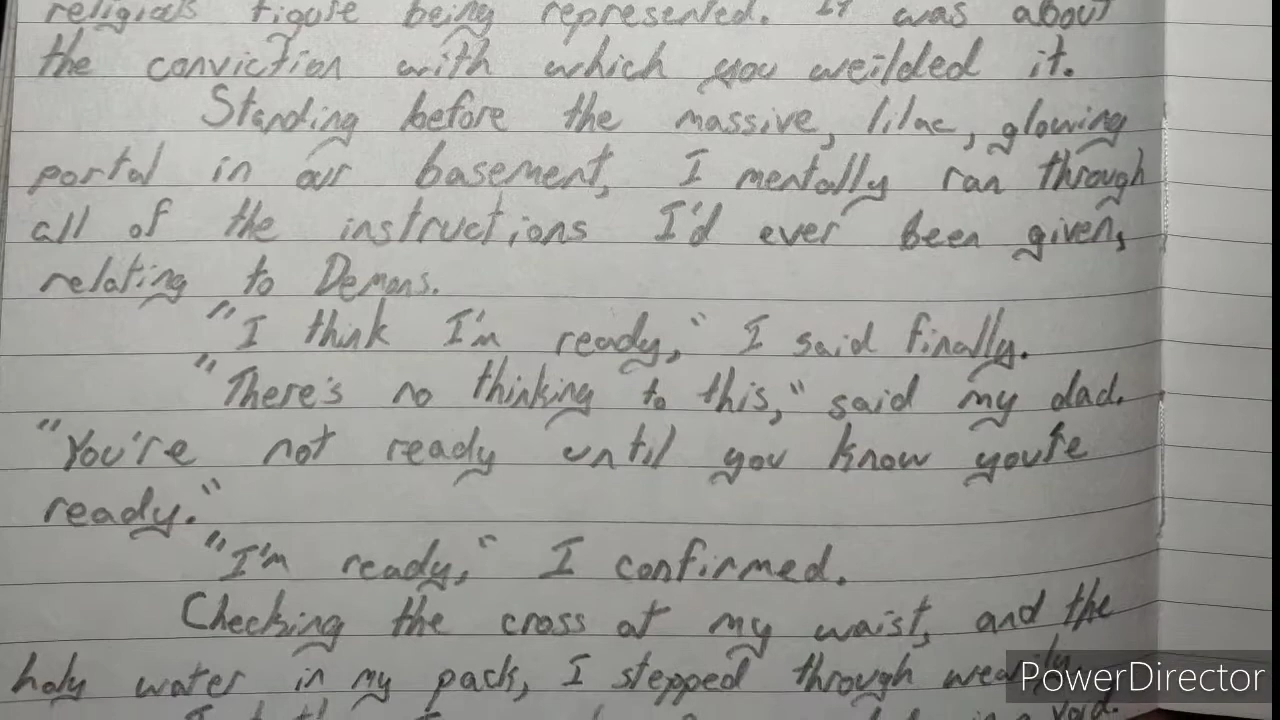 religious figure being represented. It was about
the conviction with which you weilded it.
Standing before the massive, lilac, glowing
portal in our basement, I mentally ran through
all of the instructions I'd ever been given,
relating to Demons.
"I think I'm ready," I said finally.
"There's no thinking to this," said my dad.
"You're not ready until you know you're
ready."
"I'm ready," I confirmed.
Checking the cross at my waist, and the
holy water in my pack, I stepped through wearily.
PowerDirector
void.